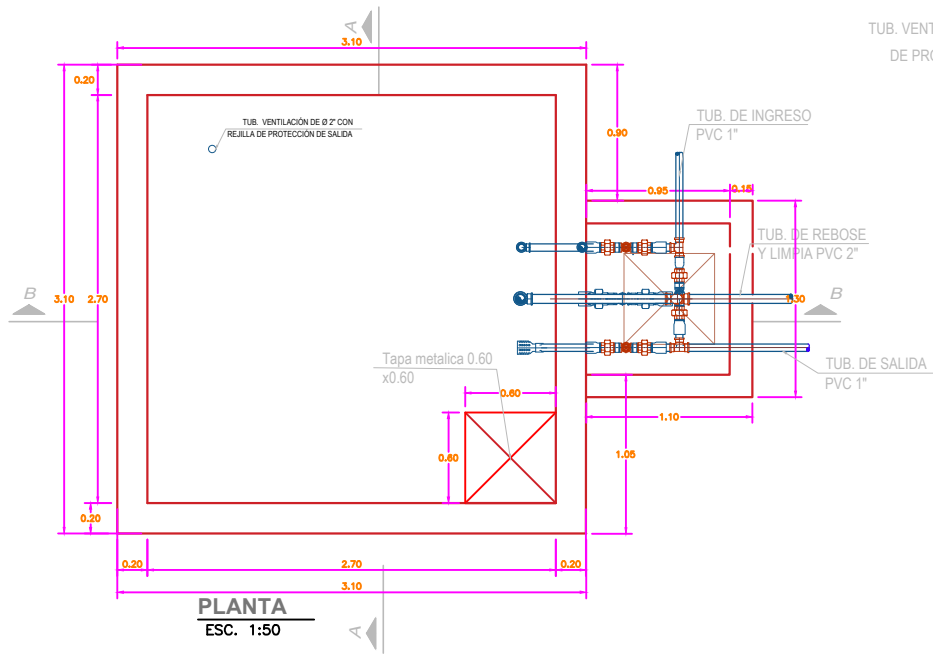 A
3.10
TUB. VENT
DE PRO
0.20
TUB. VENTILACIÓN DE Ø 2" CON
REJILLA DE PROTECCIÓN DE SALIDA
0.90
TUB. DE INGRESO
PVC 1"
0.95
0.15
TUB. DE REBOSE
Y LIMPIA PVC 2"
B
3.10
2.70
1.30
B
Tapa metalica 0.60
x0.60
TUB. DE SALIDA
PVC 1"
0.60
1.10
0.60
1.05
0.20
0.20
2.70
0.20
3.10
PLANTA
ESC. 1:50
A